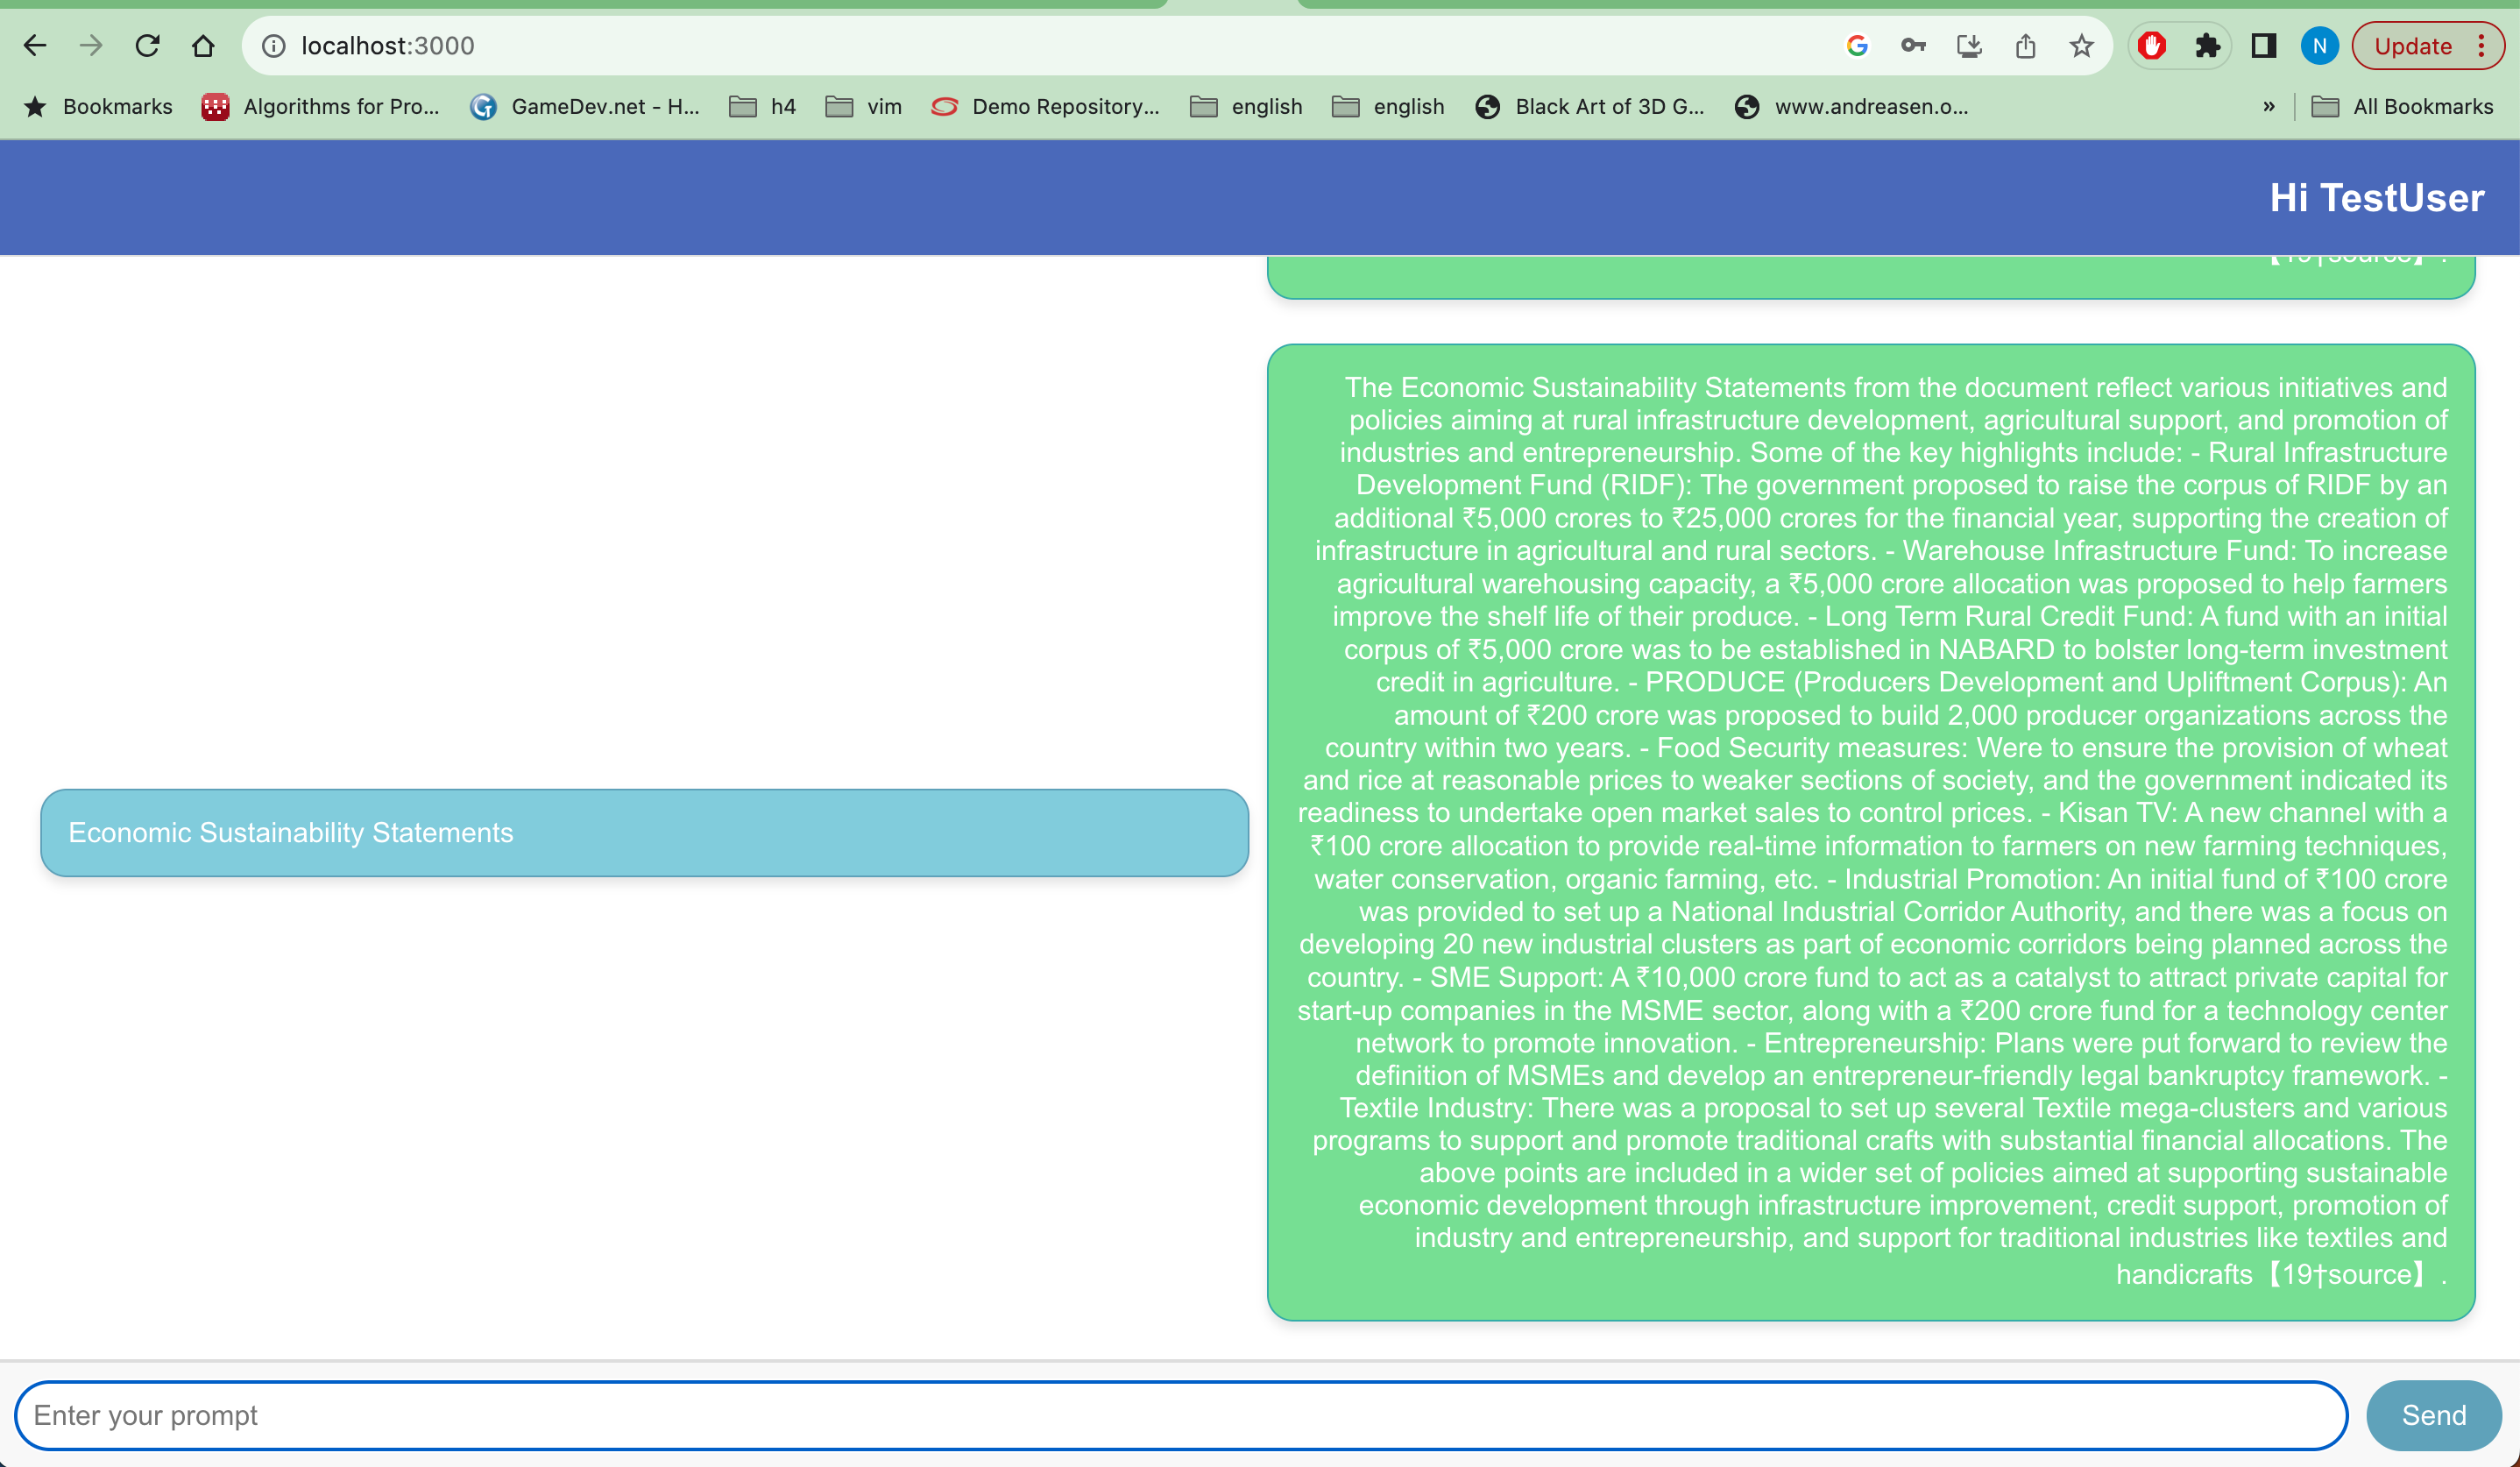 localhost:3000
Update
N
Bookmarks
Algorithms for Pro...
GameDev.net - H...
h4
vim
Demo Repository...
english
english
Black Art of 3D G...
www.andreasen.o...
»
All Bookmarks
Hi TestUser
【19†source】 .
The Economic Sustainability Statements from the document reflect various initiatives and
policies aiming at rural infrastructure development, agricultural support, and promotion of
industries and entrepreneurship. Some of the key highlights include: - Rural Infrastructure
Development Fund (RIDF): The government proposed to raise the corpus of RIDF by an
additional ₹5,000 crores to ₹25,000 crores for the financial year, supporting the creation of
infrastructure in agricultural and rural sectors. - Warehouse Infrastructure Fund: To increase
agricultural warehousing capacity, a ₹5,000 crore allocation was proposed to help farmers
improve the shelf life of their produce. - Long Term Rural Credit Fund: A fund with an initial
corpus of ₹5,000 crore was to be established in NABARD to bolster long-term investment
credit in agriculture. - PRODUCE (Producers Development and Upliftment Corpus): An
amount of ₹200 crore was proposed to build 2,000 producer organizations across the
country within two years. - Food Security measures: Were to ensure the provision of wheat
and rice at reasonable prices to weaker sections of society, and the government indicated its
readiness to undertake open market sales to control prices. - Kisan TV: A new channel with a
₹100 crore allocation to provide real-time information to farmers on new farming techniques,
water conservation, organic farming, etc. - Industrial Promotion: An initial fund of ₹100 crore
was provided to set up a National Industrial Corridor Authority, and there was a focus on
developing 20 new industrial clusters as part of economic corridors being planned across the
country. - SME Support: A ₹10,000 crore fund to act as a catalyst to attract private capital for
start-up companies in the MSME sector, along with a ₹200 crore fund for a technology center
network to promote innovation. - Entrepreneurship: Plans were put forward to review the
definition of MSMEs and develop an entrepreneur-friendly legal bankruptcy framework. -
Textile Industry: There was a proposal to set up several Textile mega-clusters and various
programs to support and promote traditional crafts with substantial financial allocations. The
above points are included in a wider set of policies aimed at supporting sustainable
economic development through infrastructure improvement, credit support, promotion of
industry and entrepreneurship, and support for traditional industries like textiles and
handicrafts【19†source】 .
Economic Sustainability Statements
Enter your prompt
Send